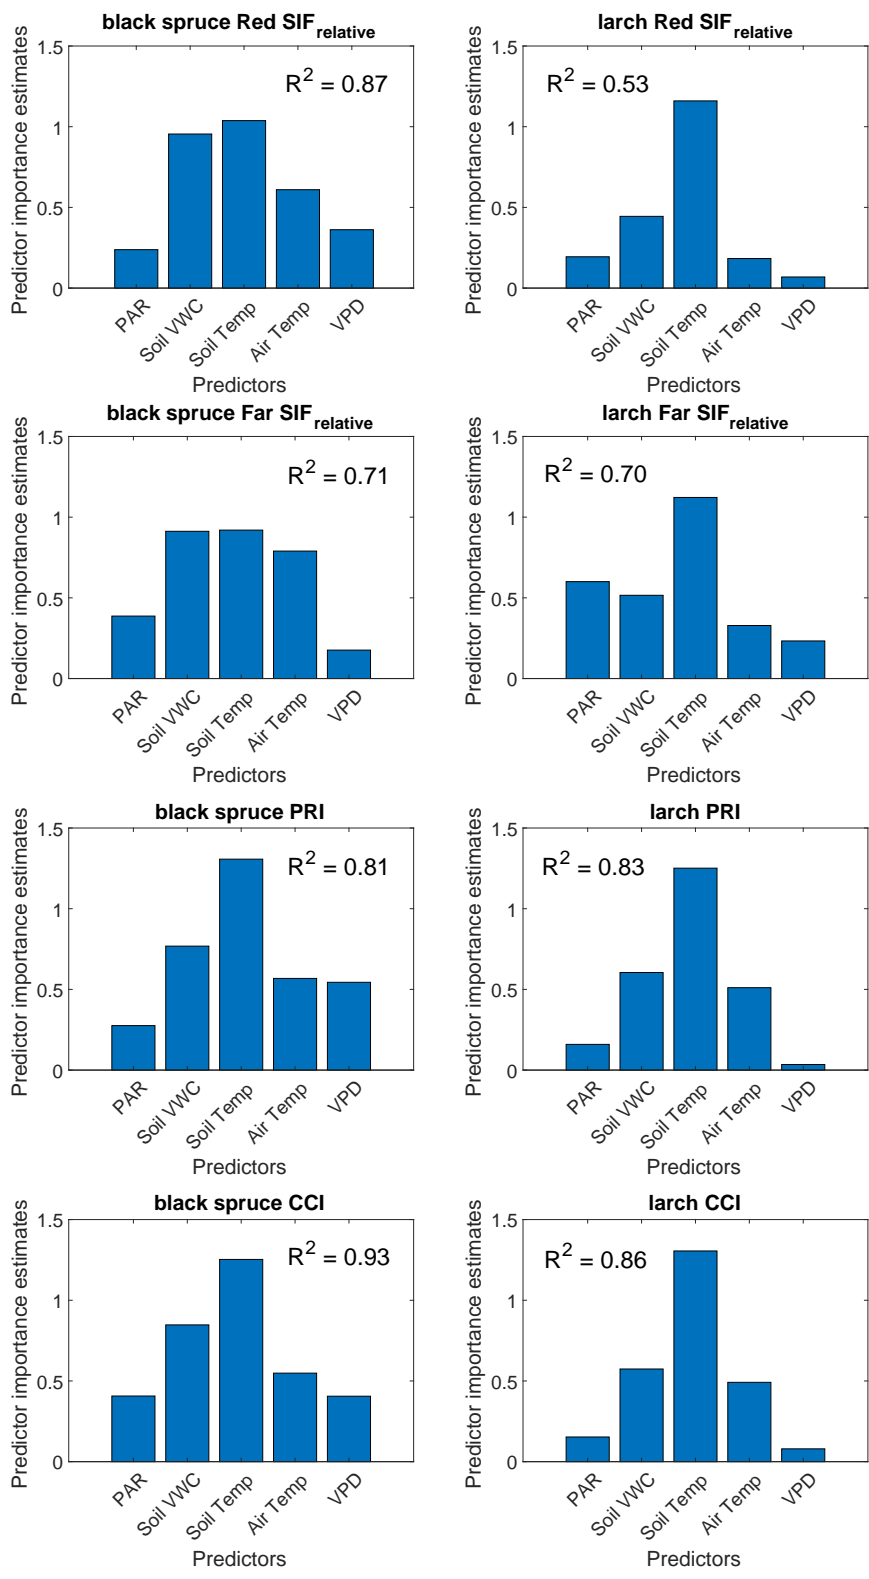 black spruce Red SIF_relative
Predictor importance estimates
1.5
1
0.5
0
R² = 0.87
PAR
Soil VWC
Soil Temp
Air Temp
VPD
Predictors
larch Red SIF_relative
Predictor importance estimates
1.5
1
0.5
0
R² = 0.53
PAR
Soil VWC
Soil Temp
Air Temp
VPD
Predictors
black spruce Far SIF_relative
Predictor importance estimates
1.5
1
0.5
0
R² = 0.71
PAR
Soil VWC
Soil Temp
Air Temp
VPD
Predictors
larch Far SIF_relative
Predictor importance estimates
1.5
1
0.5
0
R² = 0.70
PAR
Soil VWC
Soil Temp
Air Temp
VPD
Predictors
black spruce PRI
Predictor importance estimates
1.5
1
0.5
0
R² = 0.81
PAR
Soil VWC
Soil Temp
Air Temp
VPD
Predictors
larch PRI
Predictor importance estimates
1.5
1
0.5
0
R² = 0.83
PAR
Soil VWC
Soil Temp
Air Temp
VPD
Predictors
black spruce CCI
Predictor importance estimates
1.5
1
0.5
0
R² = 0.93
PAR
Soil VWC
Soil Temp
Air Temp
VPD
Predictors
larch CCI
Predictor importance estimates
1.5
1
0.5
0
R² = 0.86
PAR
Soil VWC
Soil Temp
Air Temp
VPD
Predictors